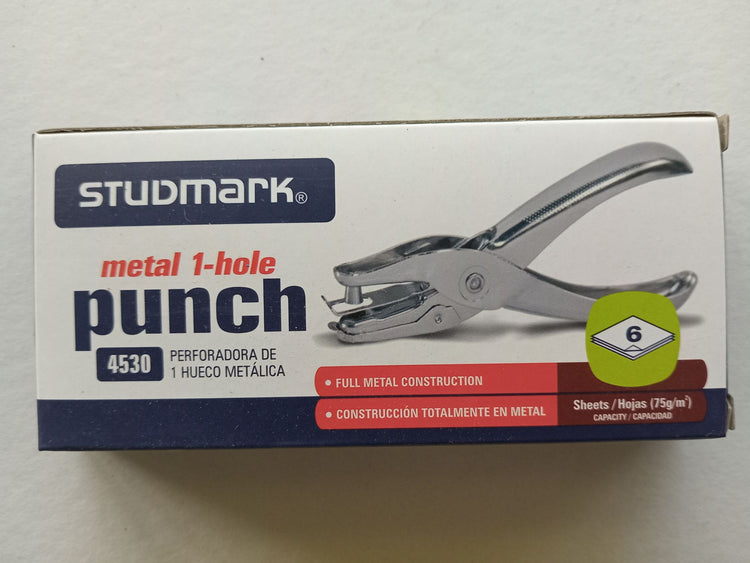 STUDMARK®
metal 1-hole
punch
4530
PERFORADORA DE
1 HUECO METÁLICA
• FULL METAL CONSTRUCTION
• CONSTRUCCIÓN TOTALMENTE EN METAL
6
Sheets / Hojas (75g/m²)
CAPACITY / CAPACIDAD